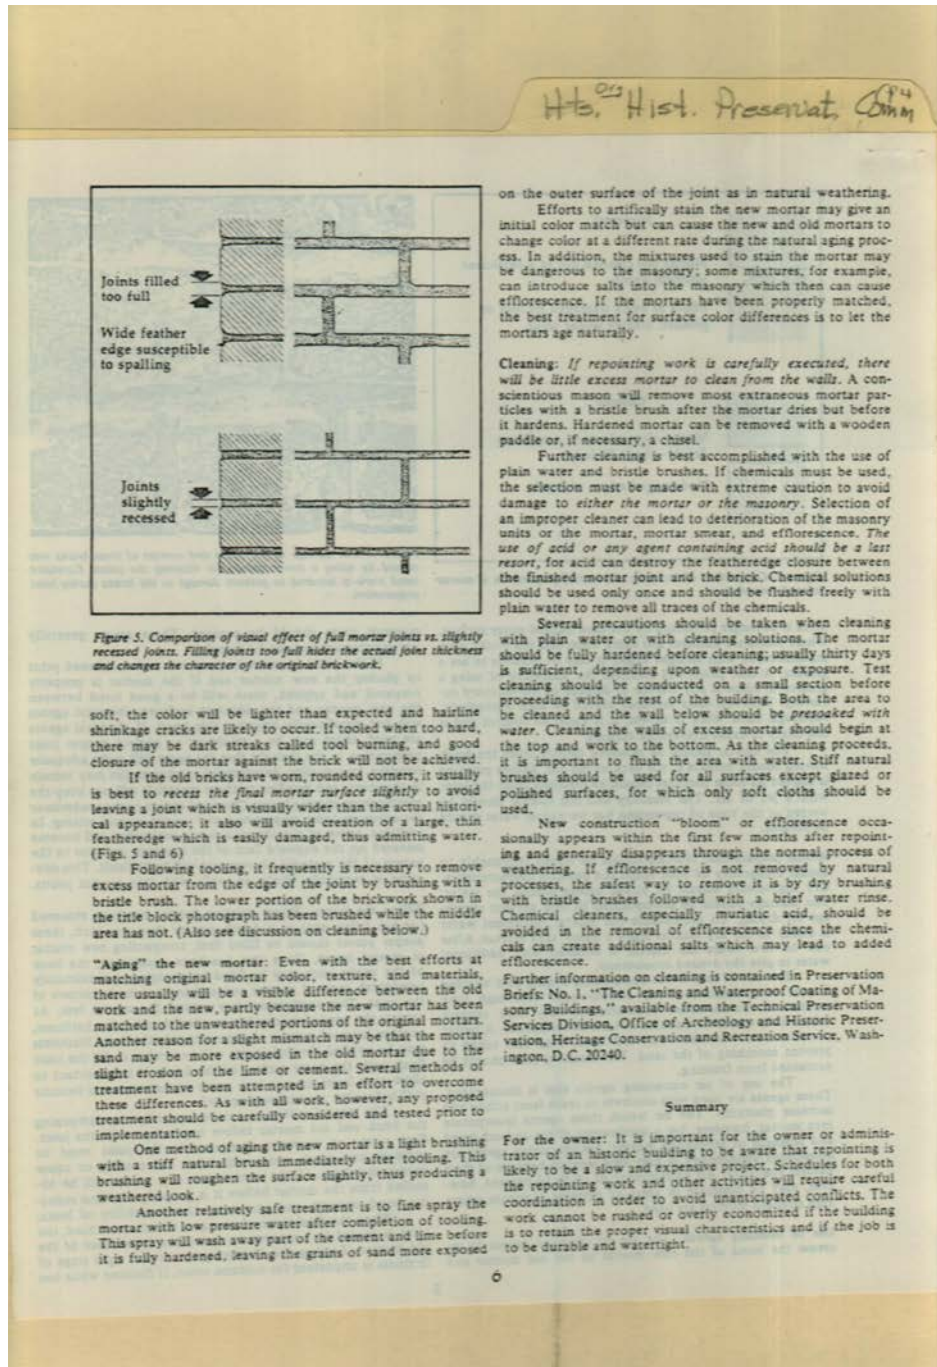 Hts. Hist. Preservat. Comm
Joints filled
too full
Wide feather
edge susceptible
to spalling
Joints
slightly
recessed
Figure 5. Comparison of visual effect of full mortar joints vs. slightly
recessed joints. Filling joints too full hides the actual joint thickness
and changes the character of the original brickwork.
soft, the color will be lighter than expected and hairline
shrinkage cracks are likely to occur. If tooled when too hard,
there may be dark streaks called tool burning, and good
closure of the mortar against the brick will not be achieved.
If the old bricks have worn, rounded corners, it usually
is best to recess the final mortar surface slightly to avoid
leaving a joint which is visually wider than the actual histori-
cal appearance; it also will avoid creation of a large, thin
featheredge which is easily damaged, thus admitting water.
(Figs. 5 and 6)
Following tooling, it frequently is necessary to remove
excess mortar from the edge of the joint by brushing with a
bristle brush. The lower portion of the brickwork shown in
the title block photograph has been brushed while the middle
area has not. (Also see discussion on cleaning below.)
"Aging" the new mortar: Even with the best efforts at
matching original mortar color, texture, and materials,
there usually will be a visible difference between the old
work and the new, partly because the new mortar has been
matched to the unweathered portions of the original mortars.
Another reason for a slight mismatch may be that the mortar
sand may be more exposed in the old mortar due to the
slight erosion of the lime or cement. Several methods of
treatment have been attempted in an effort to overcome
these differences. As with all work, however, any proposed
treatment should be carefully considered and tested prior to
implementation.
One method of aging the new mortar is a light brushing
with a stiff natural brush immediately after tooling. This
brushing will roughen the surface slightly, thus producing a
weathered look.
Another relatively safe treatment is to fine spray the
mortar with low pressure water after completion of tooling.
This spray will wash away part of the cement and lime before
it is fully hardened, leaving the grains of sand more exposed
on the outer surface of the joint as in natural weathering.
Efforts to artifically stain the new mortar may give an
initial color match but can cause the new and old mortars to
change color at a different rate during the natural aging proc-
ess. In addition, the mixtures used to stain the mortar may
be dangerous to the masonry; some mixtures, for example,
can introduce salts into the masonry which then can cause
efflorescence. If the mortars have been properly matched,
the best treatment for surface color differences is to let the
mortars age naturally.
Cleaning: If repointing work is carefully executed, there
will be little excess mortar to clean from the walls. A con-
scientious mason will remove most extraneous mortar par-
ticles with a bristle brush after the mortar dries but before
it hardens. Hardened mortar can be removed with a wooden
paddle or, if necessary, a chisel.
Further cleaning is best accomplished with the use of
plain water and bristle brushes. If chemicals must be used,
the selection must be made with extreme caution to avoid
damage to either the mortar or the masonry. Selection of
an improper cleaner can lead to deterioration of the masonry
units or the mortar, mortar smear, and efflorescence. The
use of acid or any agent containing acid should be a last
resort, for acid can destroy the featheredge closure between
the finished mortar joint and the brick. Chemical solutions
should be used only once and should be flushed freely with
plain water to remove all traces of the chemicals.
Several precautions should be taken when cleaning
with plain water or with cleaning solutions. The mortar
should be fully hardened before cleaning; usually thirty days
is sufficient, depending upon weather or exposure. Test
cleaning should be conducted on a small section before
proceeding with the rest of the building. Both the area to
be cleaned and the wall below should be presoaked with
water. Cleaning the walls of excess mortar should begin at
the top and work to the bottom. As the cleaning proceeds,
it is important to flush the area with water. Stiff natural
brushes should be used for all surfaces except glazed or
polished surfaces, for which only soft cloths should be
used.
New construction "bloom" or efflorescence occa-
sionally appears within the first few months after repoint-
ing and generally disappears through the normal process of
weathering. If efflorescence is not removed by natural
processes, the safest way to remove it is by dry brushing
with bristle brushes followed with a brief water rinse.
Chemical cleaners, especially muriatic acid, should be
avoided in the removal of efflorescence since the chemi-
cals can create additional salts which may lead to added
efflorescence.
Further information on cleaning is contained in Preservation
Briefs: No. 1, "The Cleaning and Waterproof Coating of Ma-
sonry Buildings," available from the Technical Preservation
Services Division, Office of Archeology and Historic Preser-
vation, Heritage Conservation and Recreation Service, Wash-
ington, D.C. 20240.
Summary
For the owner: It is important for the owner or adminis-
trator of an historic building to be aware that repointing is
likely to be a slow and expensive project. Schedules for both
the repointing work and other activities will require careful
coordination in order to avoid unanticipated conflicts. The
work cannot be rushed or overly economized if the building
is to retain the proper visual characteristics and if the job is
to be durable and watertight.
6